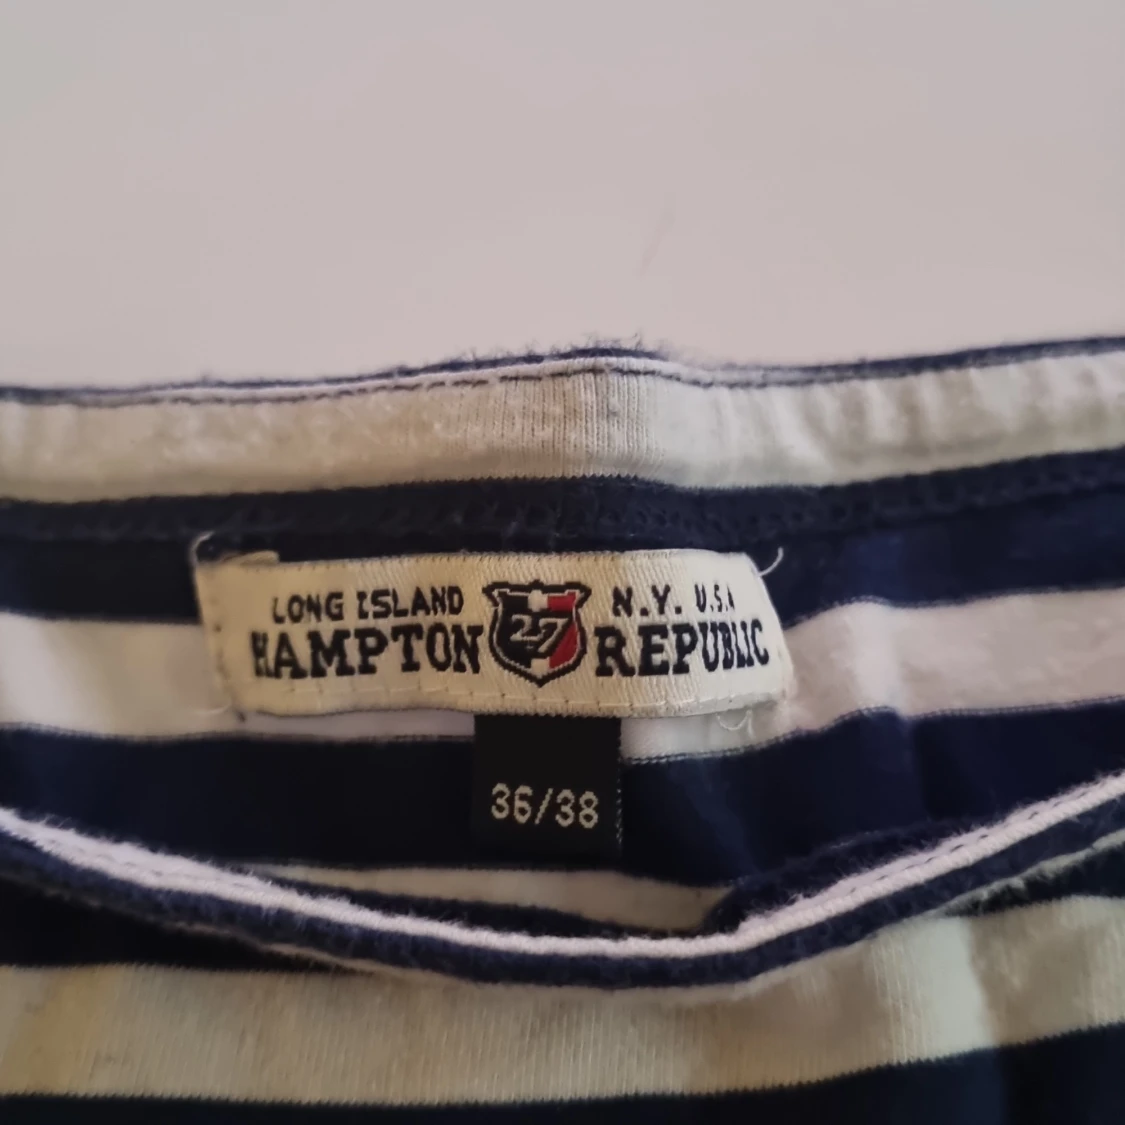 LONG ISLAND N.Y. U.S.A
HAMPTON 27 REPUBLIC
36/38